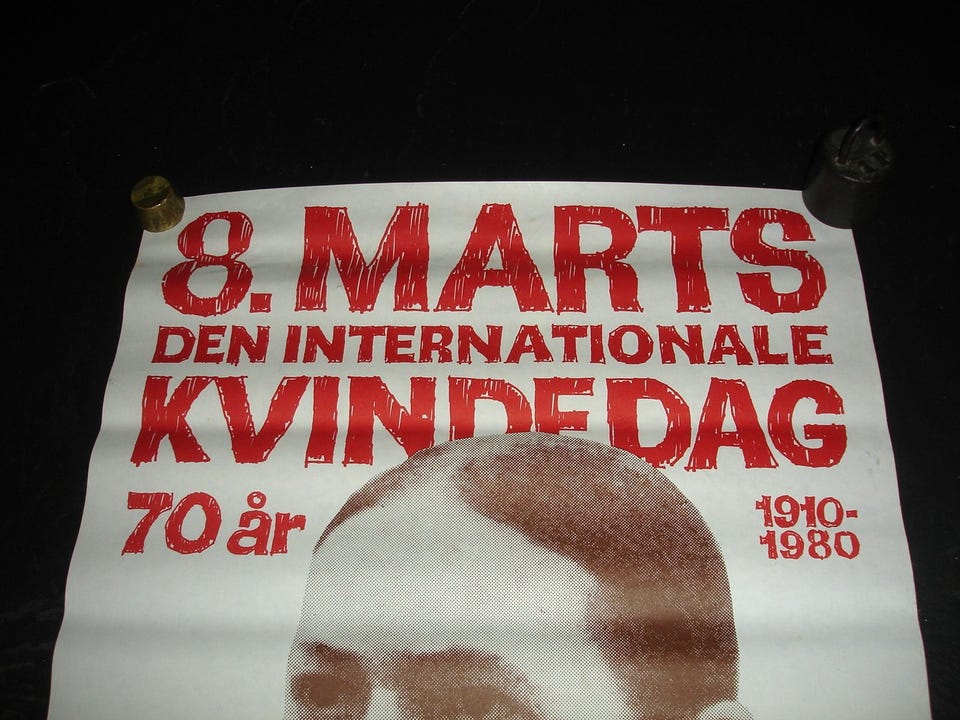 8. MARTS
DEN INTERNATIONALE
KVINDEDAG
70 år
1910-
1980